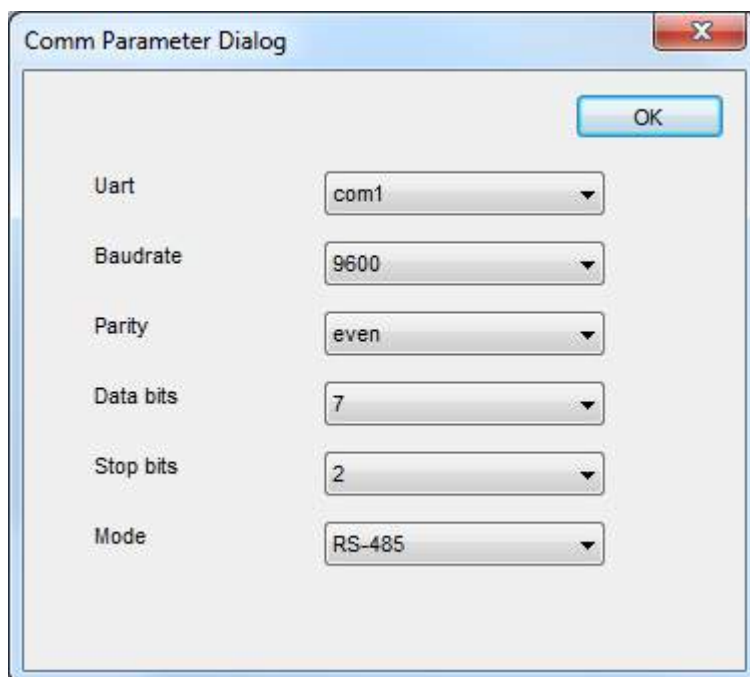 Comm Parameter Dialog
OK
Uart com1
Baudrate 9600
Parity even
Data bits 7
Stop bits 2
Mode RS-485